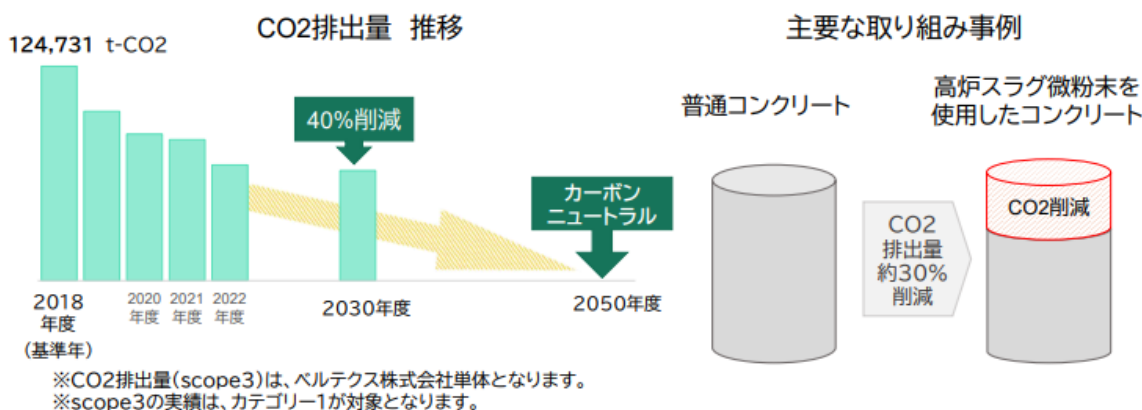 CO2排出量 推移
124,731 t-CO2
40%削減
カーボン
ニュートラル
2018
年度
(基準年)
2020
年度
2021
年度
2022
年度
2030年度
2050年度
※CO2排出量(scope3)は、ベルテクス株式会社単体となります。
※scope3の実績は、カテゴリー1が対象となります。
主要な取り組み事例
普通コンクリート
高炉スラグ微粉末を
使用したコンクリート
CO2
排出量
約30%
削減
CO2削減